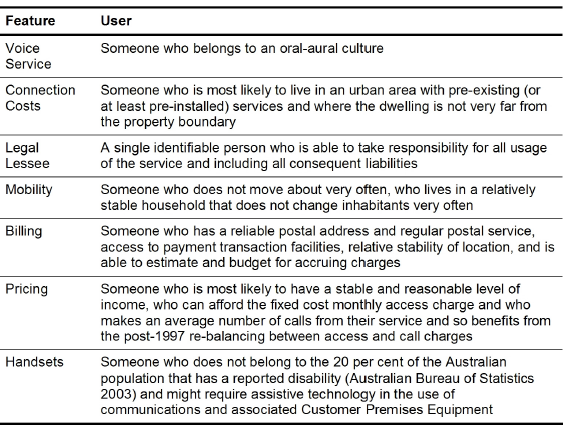 Feature User
Voice Someone who belongs to an oral-aural culture
Service
Connection Someone who is most likely to live in an urban area with pre-existing (or
Costs at least pre-installed) services and where the dwelling is not very far from
the property boundary
Legal A single identifiable person who is able to take responsibility for all usage
Lessee of the service and including all consequent liabilities
Mobility Someone who does not move about very often, who lives in a relatively
stable household that does not change inhabitants very often
Billing Someone who has a reliable postal address and regular postal service,
access to payment transaction facilities, relative stability of location, and is
able to estimate and budget for accruing charges
Pricing Someone who is most likely to have a stable and reasonable level of
income, who can afford the fixed cost monthly access charge and who
makes an average number of calls from their service and so benefits from
the post-1997 re-balancing between access and call charges
Handsets Someone who does not belong to the 20 per cent of the Australian
population that has a reported disability (Australian Bureau of Statistics
2003) and might require assistive technology in the use of
communications and associated Customer Premises Equipment